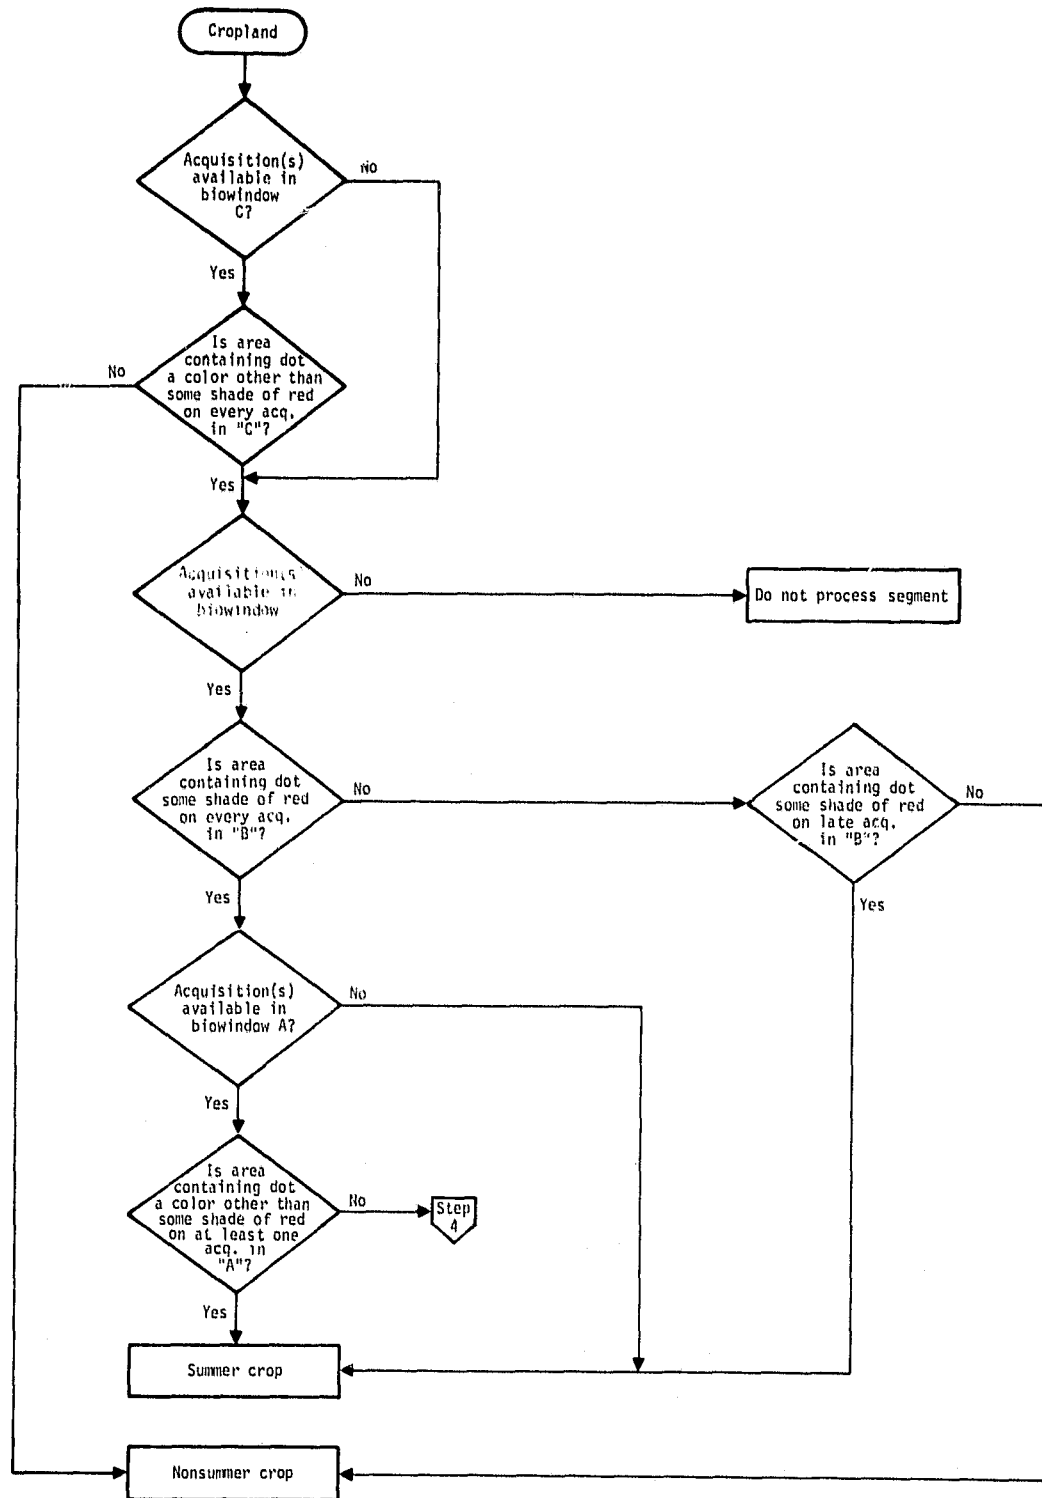 Cropland
Acquisition(s)
available in
biowindow
C?
No
Yes
Is area
containing dot
a color other than
some shade of red
on every acq.
in "C"?
No
Yes
Acquisition(s)
available in
biowindow
No
Do not process segment
Yes
Is area
containing dot
some shade of red
on every acq.
in "B"?
No
Is area
containing dot
some shade of red
on late acq.
in "B"?
No
Yes
Yes
Acquisition(s)
available in
biowindow A?
No
Yes
Is area
containing dot
a color other than
some shade of red
on at least one
acq. in
"A"?
No
Step
4
Yes
Summer crop
Nonsummer crop